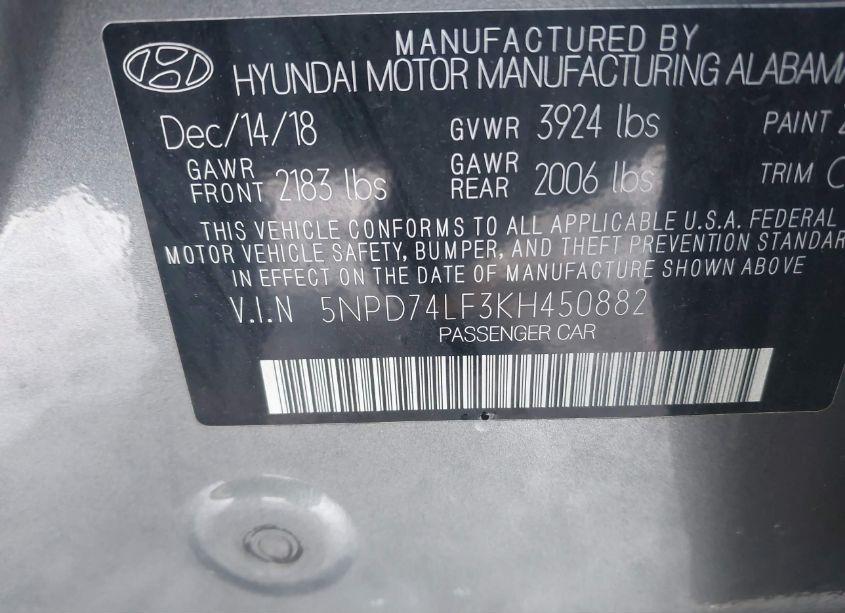 MANUFACTURED BY
HYUNDAI MOTOR MANUFACTURING ALABAMA
Dec/14/18 GVWR 3924 lbs PAINT
GAWR FRONT 2183 lbs GAWR REAR 2006 lbs TRIM
THIS VEHICLE CONFORMS TO ALL APPLICABLE U.S.A. FEDERAL
MOTOR VEHICLE SAFETY, BUMPER, AND THEFT PREVENTION STANDAR
IN EFFECT ON THE DATE OF MANUFACTURE SHOWN ABOVE
V.I.N 5NPD74LF3KH450882
PASSENGER CAR